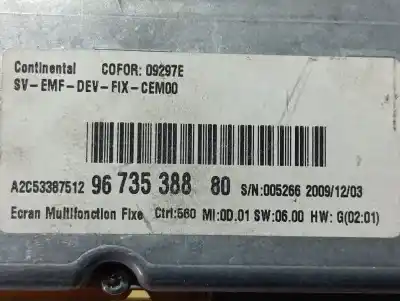 Continental COFOR: 09297E
SV-EMF-DEV-FIX-CEM00
A2C53387512 96 735 388 80 S/N:005266 2009/12/03
Ecran Multifonction Fixe Ctrl:560 MI:0D.01 SW:06.00 HW: G(02:01)